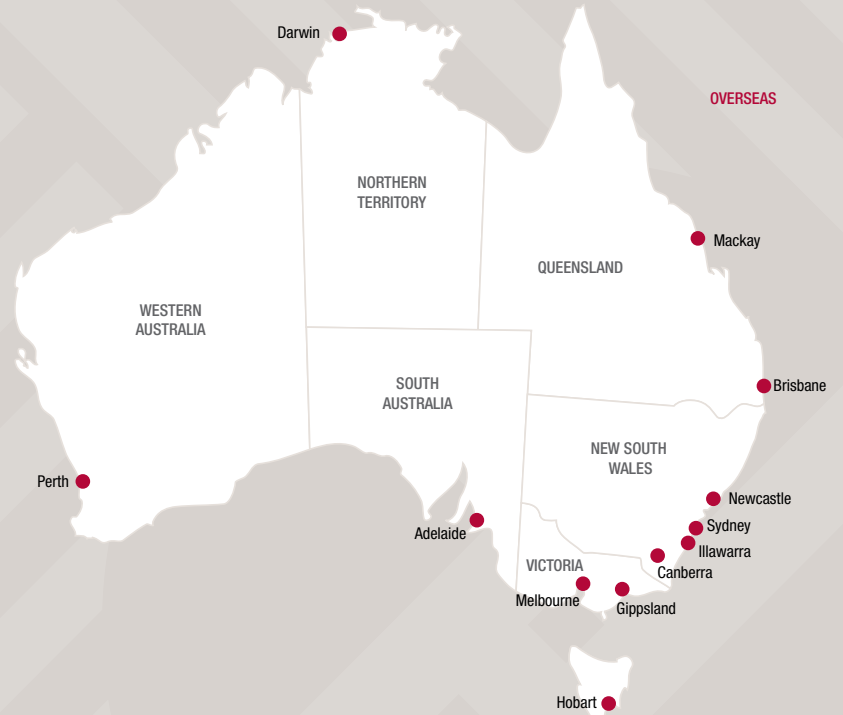 Darwin
OVERSEAS
NORTHERN
TERRITORY
Mackay
QUEENSLAND
WESTERN
AUSTRALIA
SOUTH
AUSTRALIA
Brisbane
NEW SOUTH
WALES
Perth
Newcastle
Adelaide
Sydney
Illawarra
VICTORIA
Canberra
Melbourne
Gippsland
Hobart